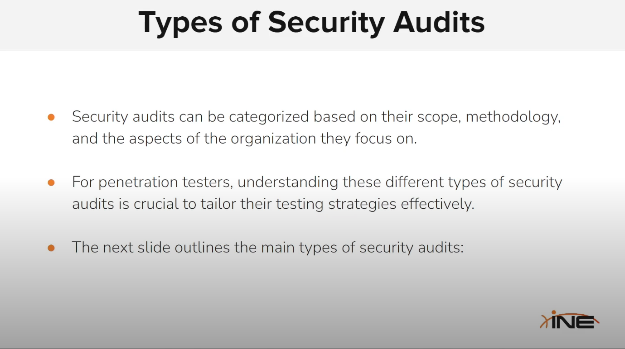 Types of Security Audits
Security audits can be categorized based on their scope, methodology,
and the aspects of the organization they focus on.
For penetration testers, understanding these different types of security
audits is crucial to tailor their testing strategies effectively.
The next slide outlines the main types of security audits:
INE